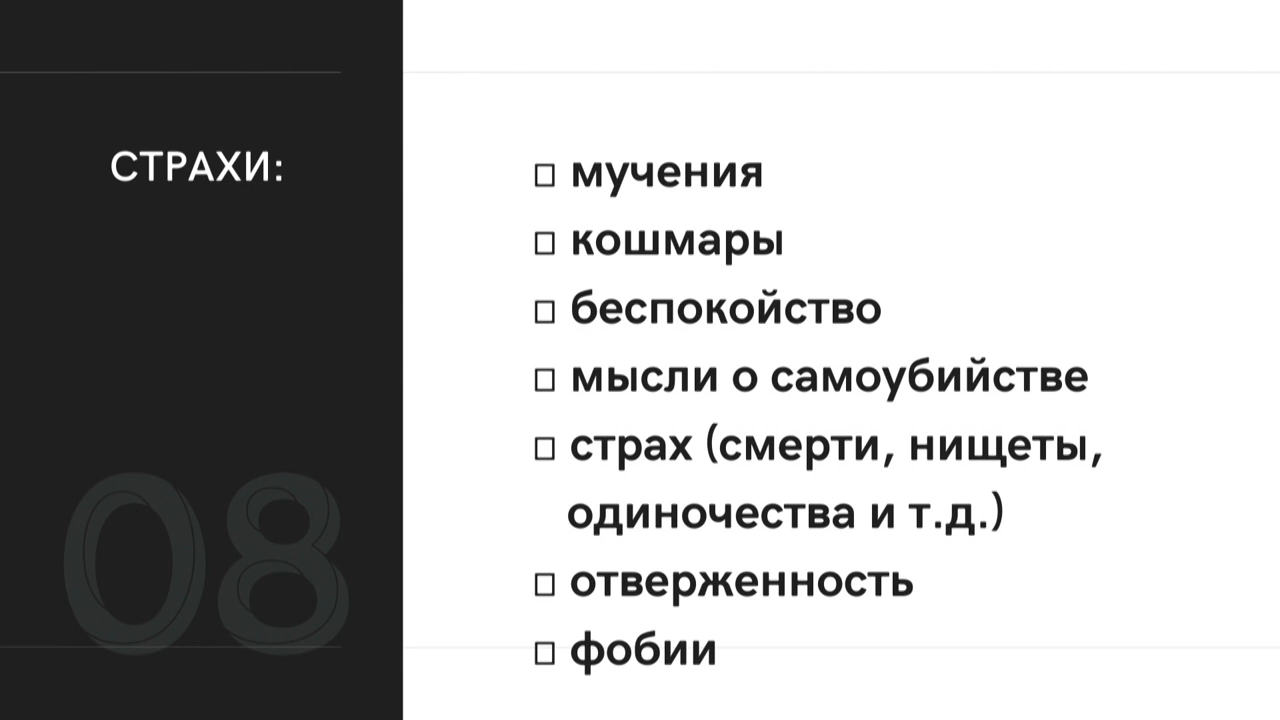 СТРАХИ:
□ мучения
□ кошмары
□ беспокойство
□ мысли о самоубийстве
□ страх (смерти, нищеты,
одиночества и т.д.)
□ отверженность
□ фобии
08